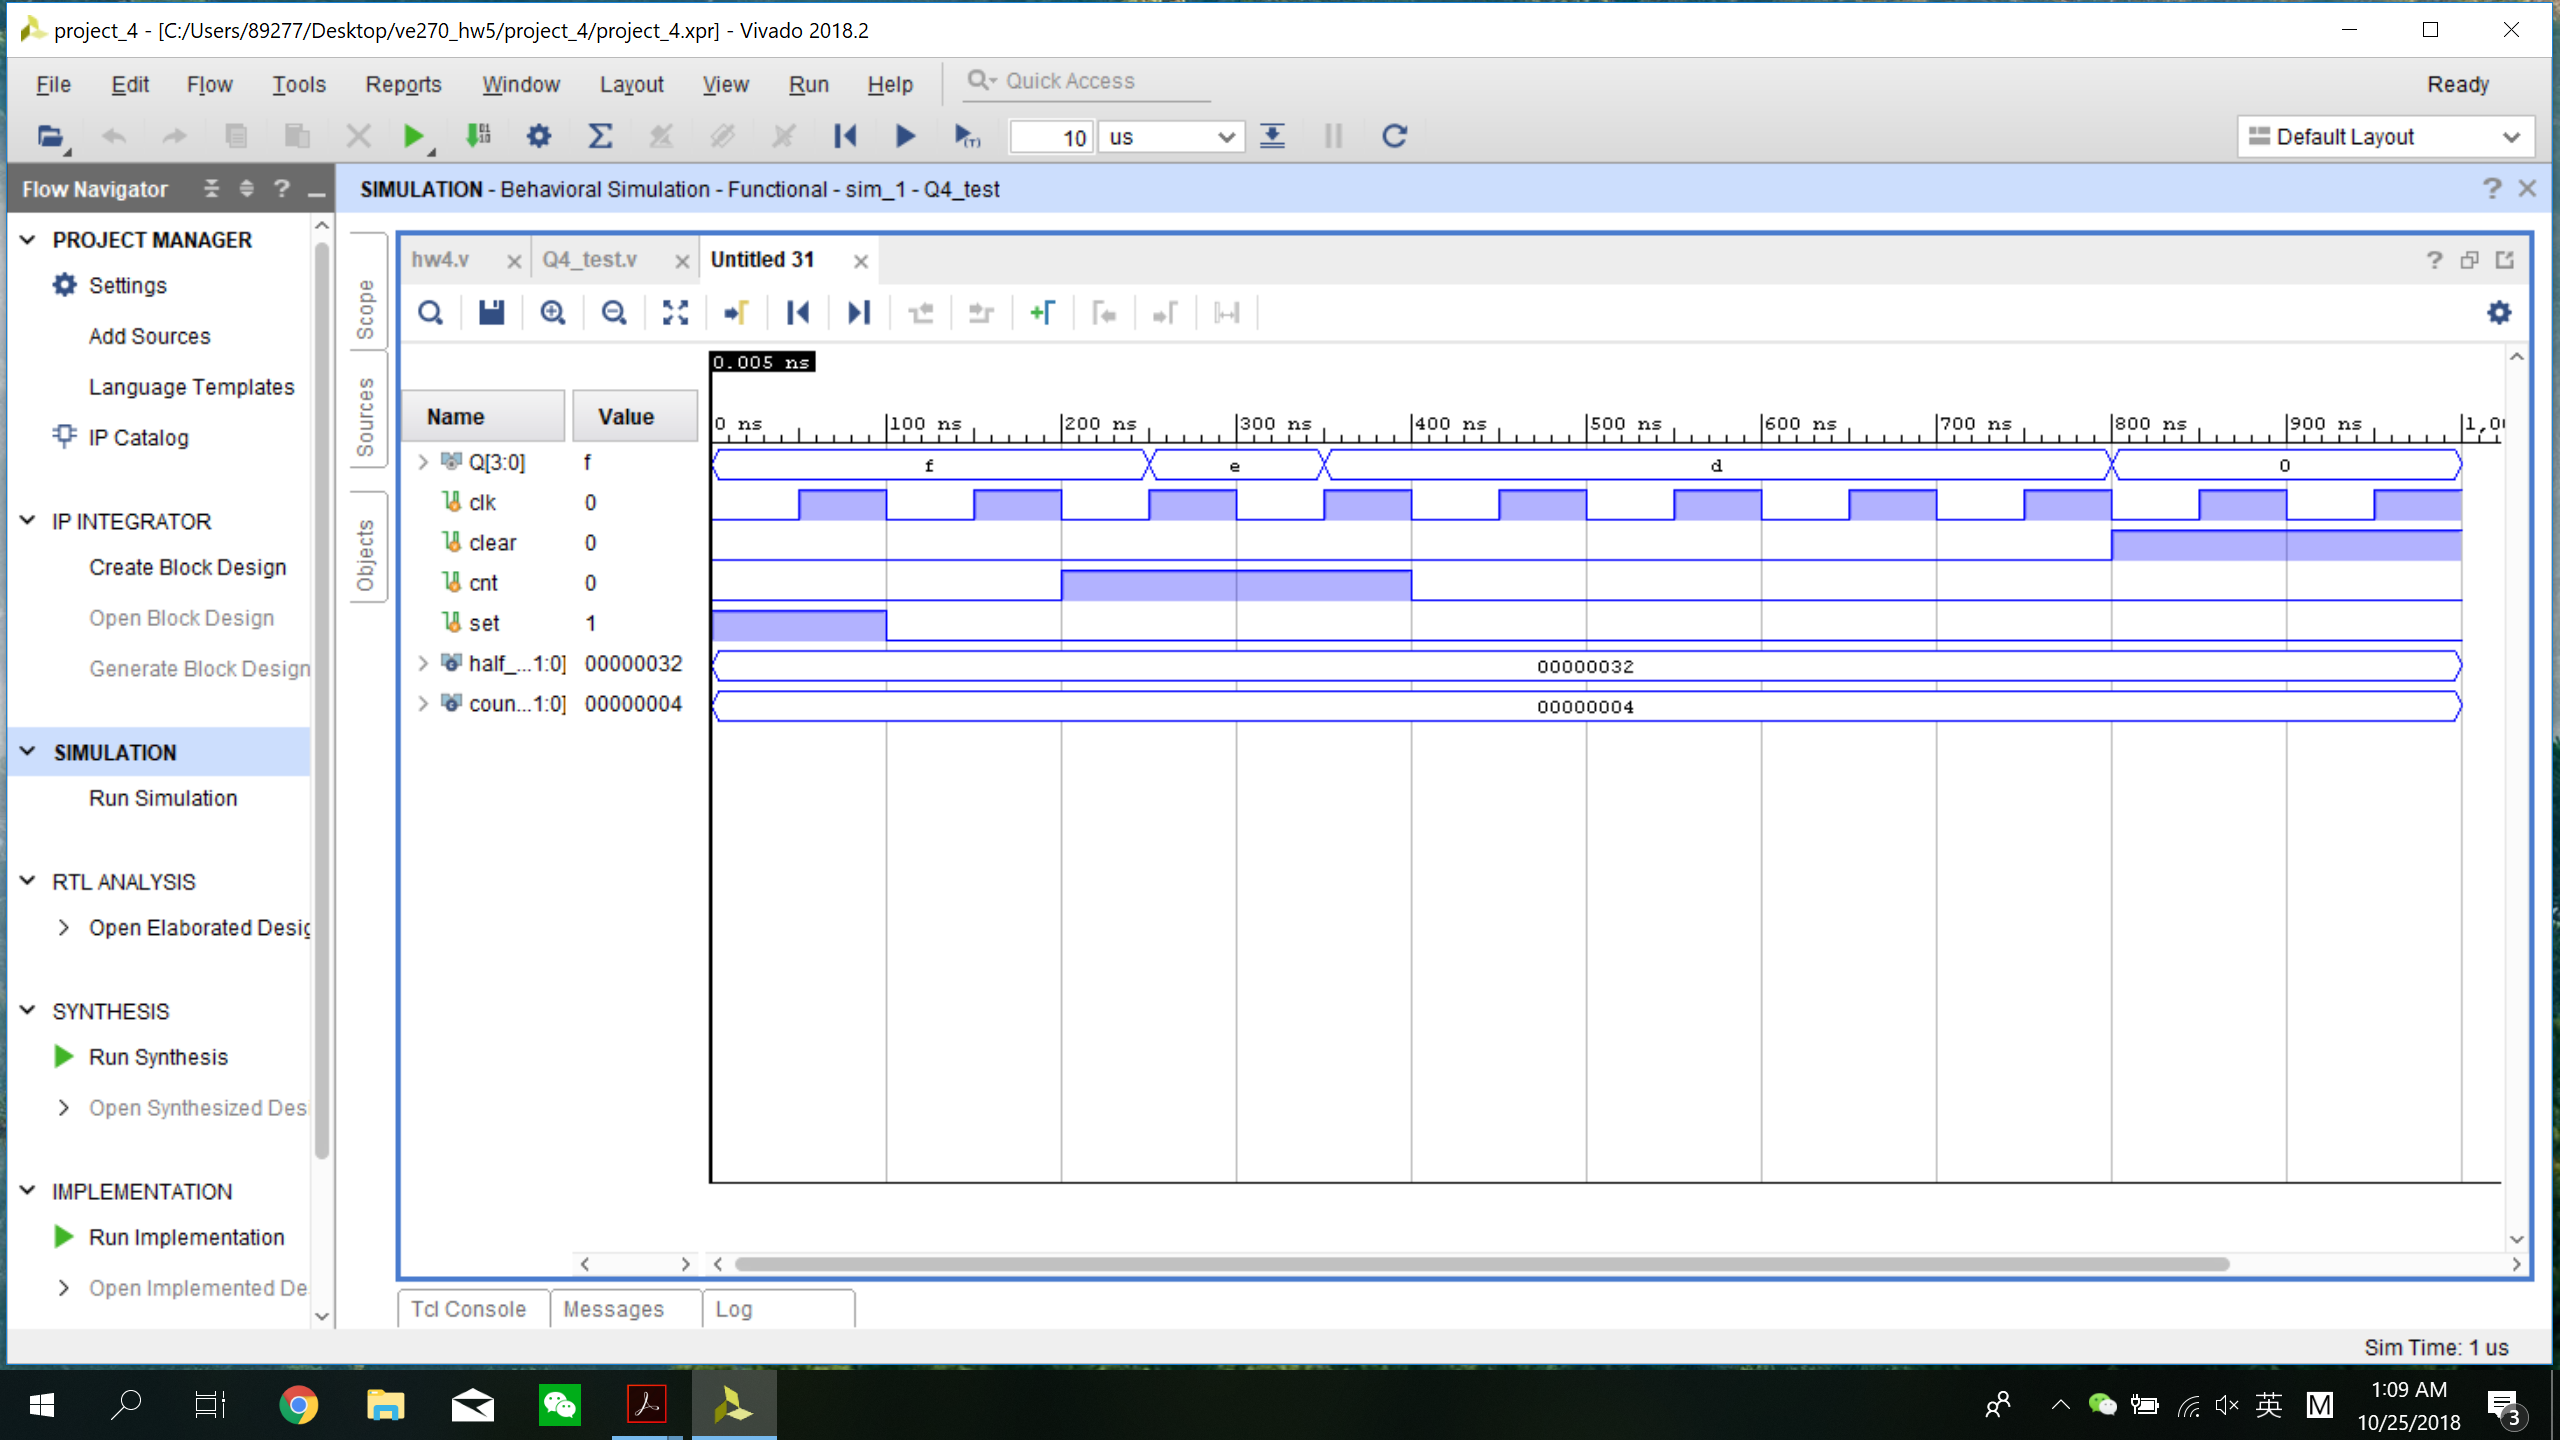 project_4 - [C:/Users/89277/Desktop/ve270_hw5/project_4/project_4.xpr] - Vivado 2018.2
File Edit Flow Tools Reports Window Layout View Run Help Quick Access Ready
10 us Default Layout
Flow Navigator
SIMULATION - Behavioral Simulation - Functional - sim_1 - Q4_test
PROJECT MANAGER
Settings
Add Sources
Language Templates
IP Catalog
IP INTEGRATOR
Create Block Design
Open Block Design
Generate Block Design
SIMULATION
Run Simulation
RTL ANALYSIS
Open Elaborated Desig
SYNTHESIS
Run Synthesis
Open Synthesized Des
IMPLEMENTATION
Run Implementation
Open Implemented De
Scope
Sources
Objects
hw4.v Q4_test.v Untitled 31
0.005 ns
Name Value
0 ns 100 ns 200 ns 300 ns 400 ns 500 ns 600 ns 700 ns 800 ns 900 ns 1,00
Q[3:0] f f e d 0
clk 0
clear 0
cnt 0
set 1
half_...1:0] 00000032 00000032
coun...1:0] 00000004 00000004
Tcl Console Messages Log
Sim Time: 1 us
英 M
1:09 AM
10/25/2018
3